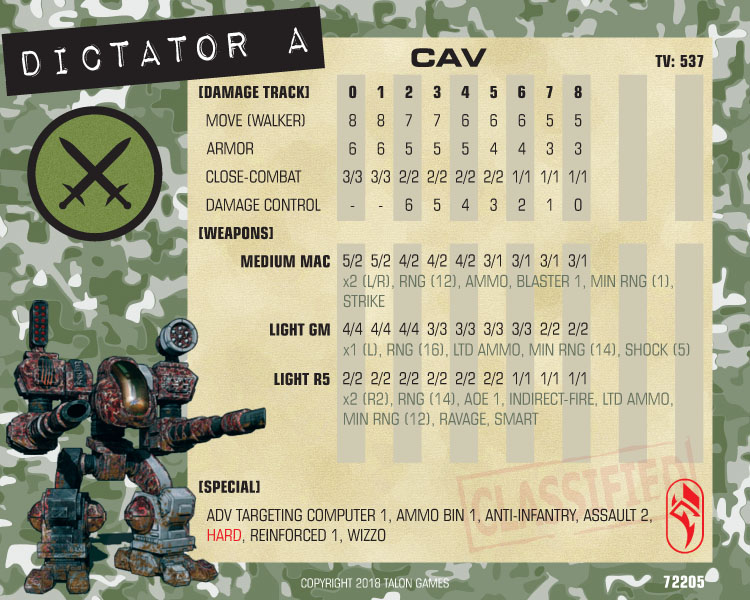 DICTATOR A
CAV
TV: 537
[DAMAGE TRACK] 0 1 2 3 4 5 6 7 8
MOVE (WALKER) 8 8 7 7 6 6 6 5 5
ARMOR 6 6 5 5 5 4 4 3 3
CLOSE-COMBAT 3/3 3/3 2/2 2/2 2/2 2/2 1/1 1/1 1/1
DAMAGE CONTROL - - 6 5 4 3 2 1 0
[WEAPONS]
MEDIUM MAC 5/2 5/2 4/2 4/2 4/2 3/1 3/1 3/1 3/1
x2 (L/R), RNG (12), AMMO, BLASTER 1, MIN RNG (1),
STRIKE
LIGHT GM 4/4 4/4 4/4 3/3 3/3 3/3 3/3 2/2 2/2
x1 (L), RNG (16), LTD AMMO, MIN RNG (14), SHOCK (5)
LIGHT R5 2/2 2/2 2/2 2/2 2/2 2/2 1/1 1/1 1/1
x2 (R2), RNG (14), AOE 1, INDIRECT-FIRE, LTD AMMO,
MIN RNG (12), RAVAGE, SMART
CLASSIFIED
[SPECIAL]
ADV TARGETING COMPUTER 1, AMMO BIN 1, ANTI-INFANTRY, ASSAULT 2,
HARD, REINFORCED 1, WIZZO
COPYRIGHT 2018 TALON GAMES
72205